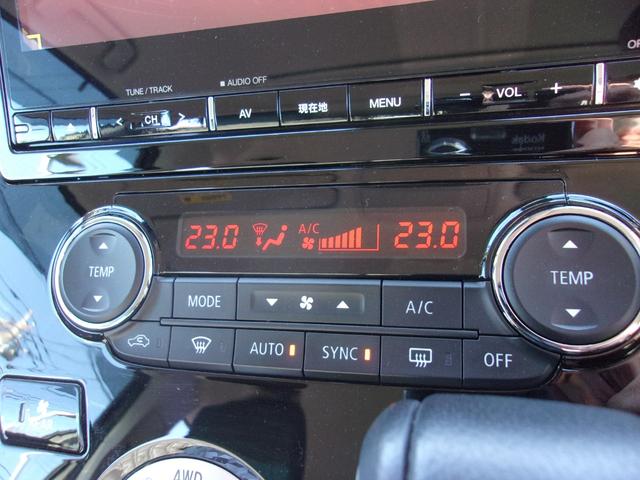 TUNE / TRACK
AUDIO OFF
< CH >
AV
現在地
MENU
− VOL +
23.0
A/C
23.0
TEMP
TEMP
MODE
A/C
AUTO
SYNC
OFF
AWD
Kodak